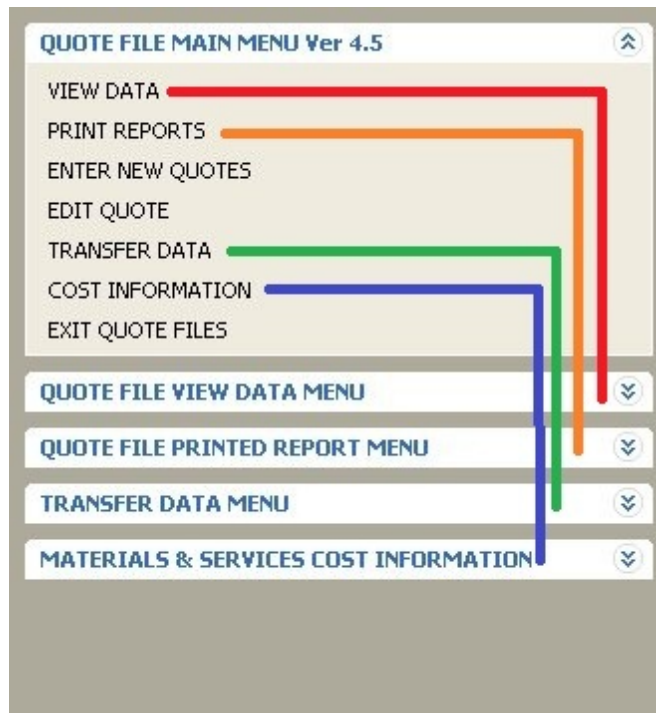 QUOTE FILE MAIN MENU Ver 4.5
VIEW DATA
PRINT REPORTS
ENTER NEW QUOTES
EDIT QUOTE
TRANSFER DATA
COST INFORMATION
EXIT QUOTE FILES
QUOTE FILE VIEW DATA MENU
QUOTE FILE PRINTED REPORT MENU
TRANSFER DATA MENU
MATERIALS & SERVICES COST INFORMATION